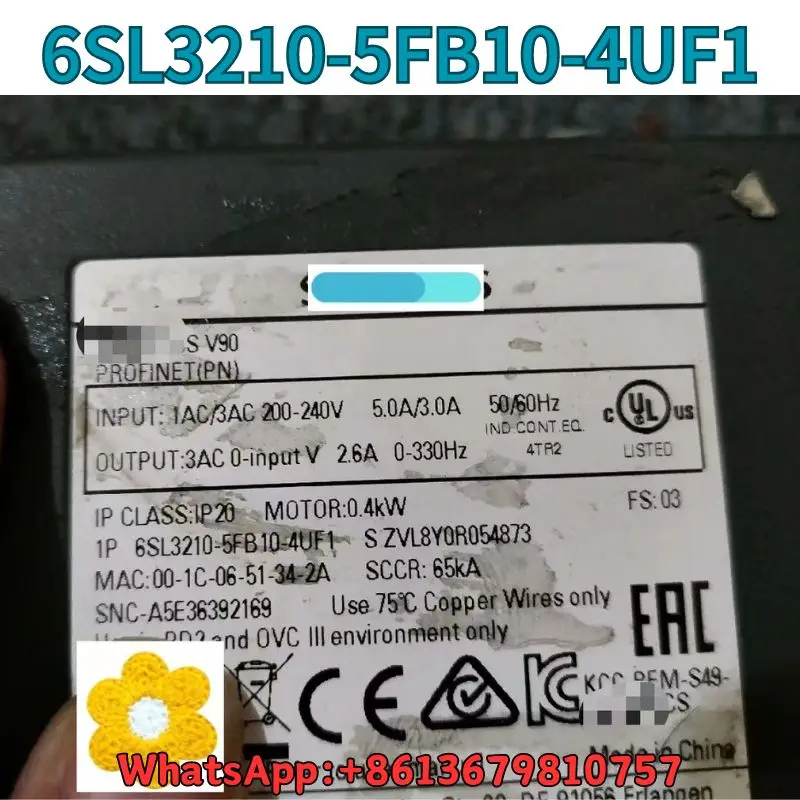 6SL3210-5FB10-4UF1
S V90
PROFINET(PN)
INPUT: 1AC/3AC 200-240V 5.0A/3.0A 50/60Hz
OUTPUT:3AC 0-input V 2.6A 0-330Hz
IND.CONT.EQ.
4TR2
C UL US
LISTED
IP CLASS:IP20 MOTOR:0.4kW FS: 03
1P 6SL3210-5FB10-4UF1 S ZVL8Y0R054873
MAC:00-1C-06-51-34-2A SCCR: 65kA
SNC-A5E36392169 Use 75℃ Copper Wires only
and OVC III environment only
EAC
CE
KC
Made in China
WhatsApp:+8613679810757
Erlangen